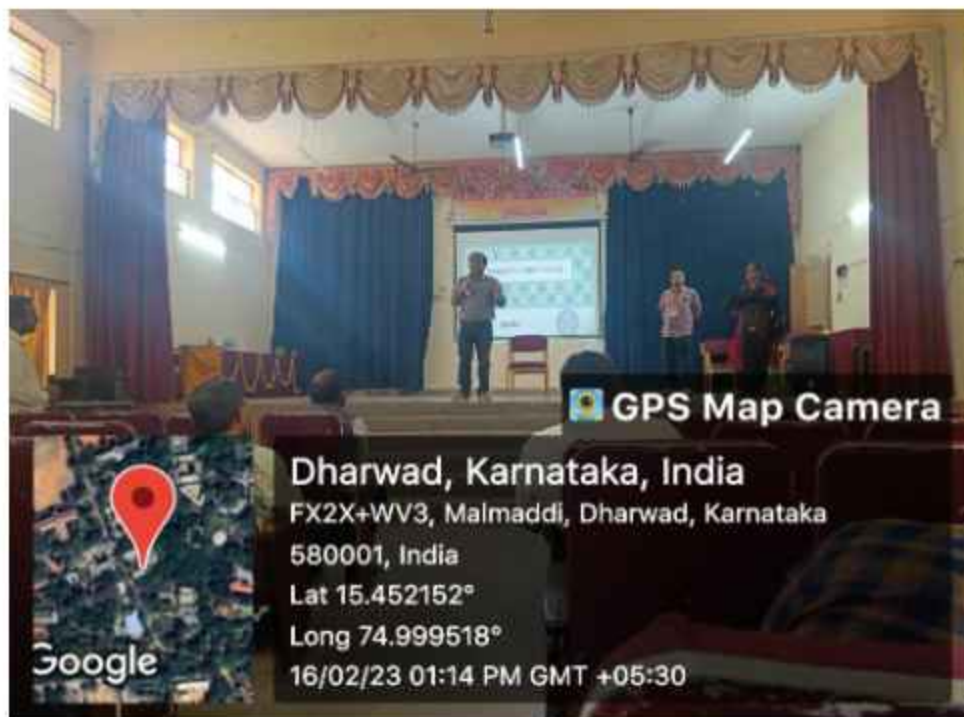 GPS Map Camera
Dharwad, Karnataka, India
FX2X+WV3, Malmaddi, Dharwad, Karnataka
580001, India
Lat 15.452152°
Long 74.999518°
16/02/23 01:14 PM GMT +05:30
Google